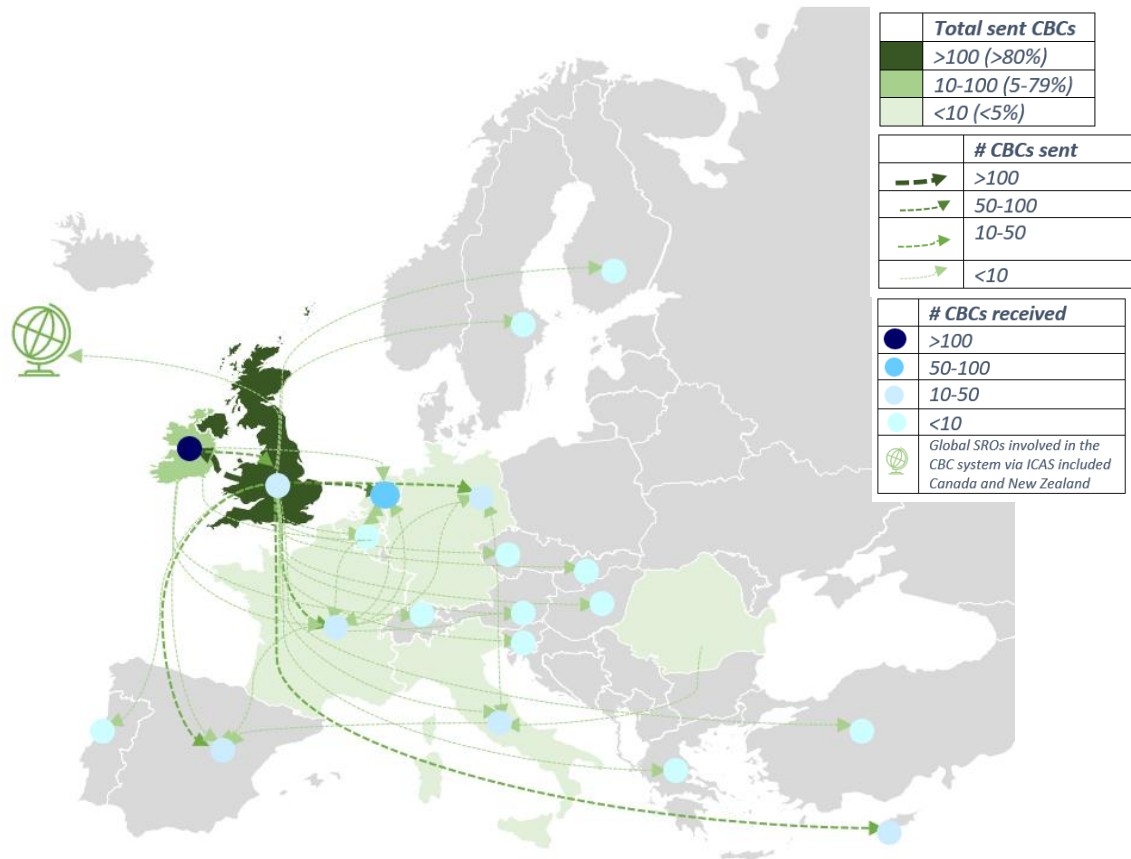 Total sent CBCs
>100 (>80%)
10-100 (5-79%)
<10 (<5%)
# CBCs sent
>100
50-100
10-50
<10
# CBCs received
>100
50-100
10-50
<10
Global SROs involved in the
CBC system via ICAS included
Canada and New Zealand